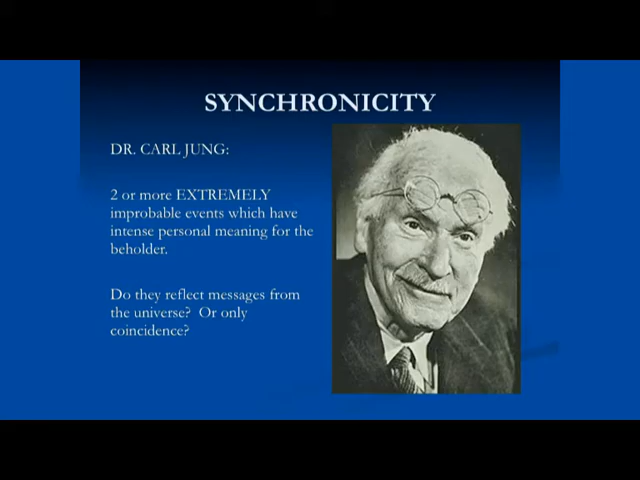 SYNCHRONICITY
DR. CARL JUNG:
2 or more EXTREMELY
improbable events which have
intense personal meaning for the
beholder.
Do they reflect messages from
the universe?  Or only
coincidence?